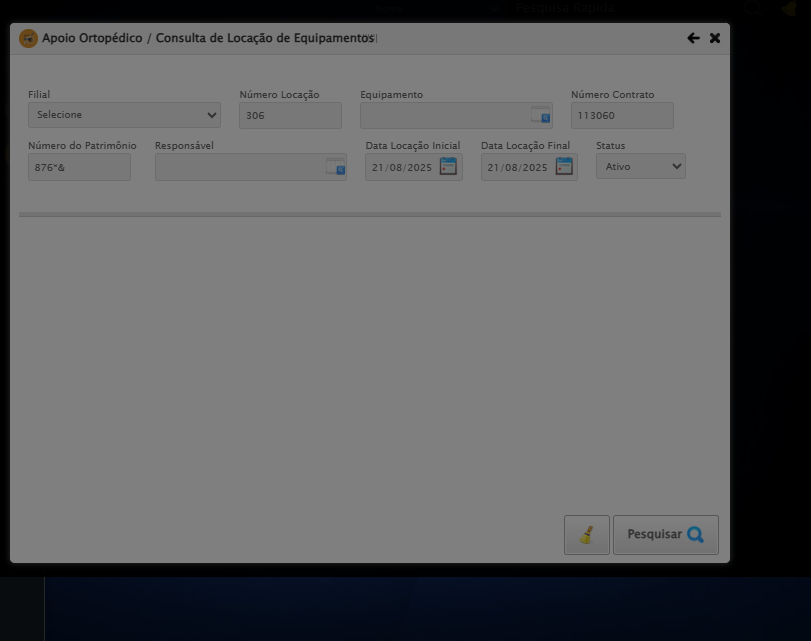 Pesquisa Rapida
Apoio Ortopédico / Consulta de Locação de Equipamentos
Filial
Número Locação
Equipamento
Número Contrato
Selecione
306
113060
Número do Patrimônio
Responsável
Data Locação Inicial
Data Locação Final
Status
876*&
21/08/2025
21/08/2025
Ativo
Pesquisar